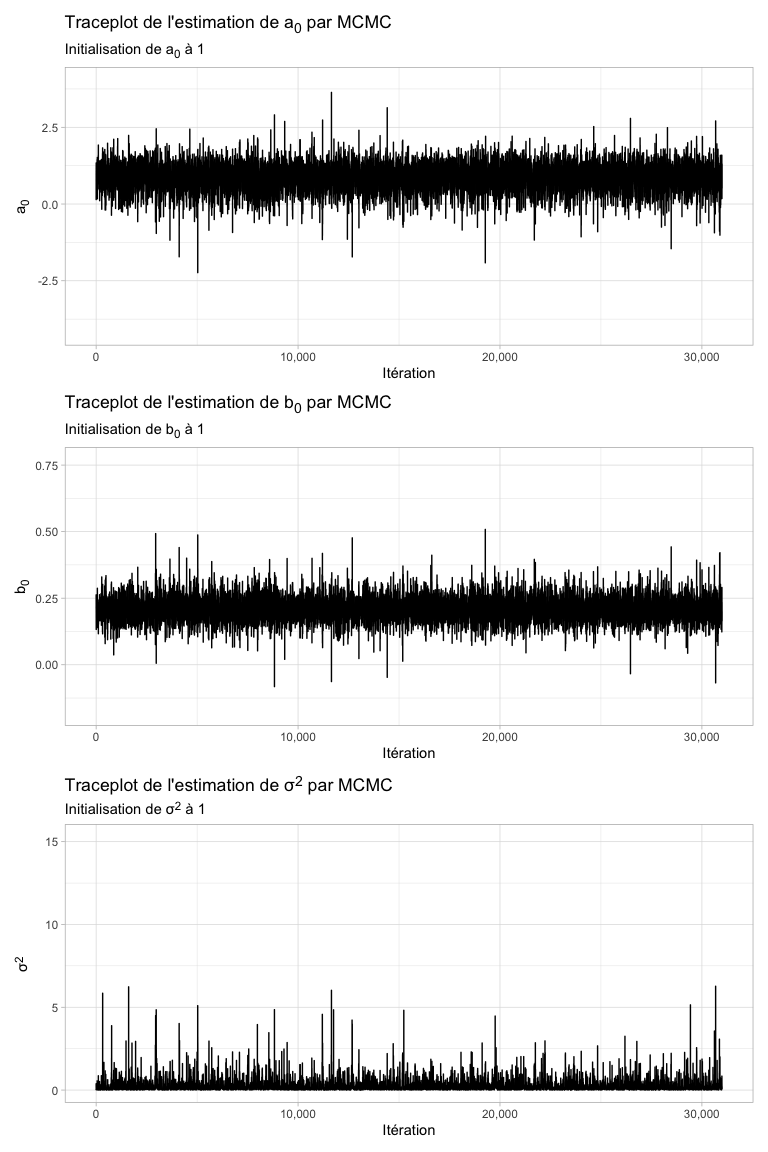 Traceplot de l'estimation de a₀ par MCMC
Initialisation de a₀ à 1
2.5
0.0
-2.5
a₀
0 10,000 20,000 30,000
Itération
Traceplot de l'estimation de b₀ par MCMC
Initialisation de b₀ à 1
0.75
0.50
0.25
0.00
b₀
0 10,000 20,000 30,000
Itération
Traceplot de l'estimation de σ² par MCMC
Initialisation de σ² à 1
15
10
5
0
σ²
0 10,000 20,000 30,000
Itération